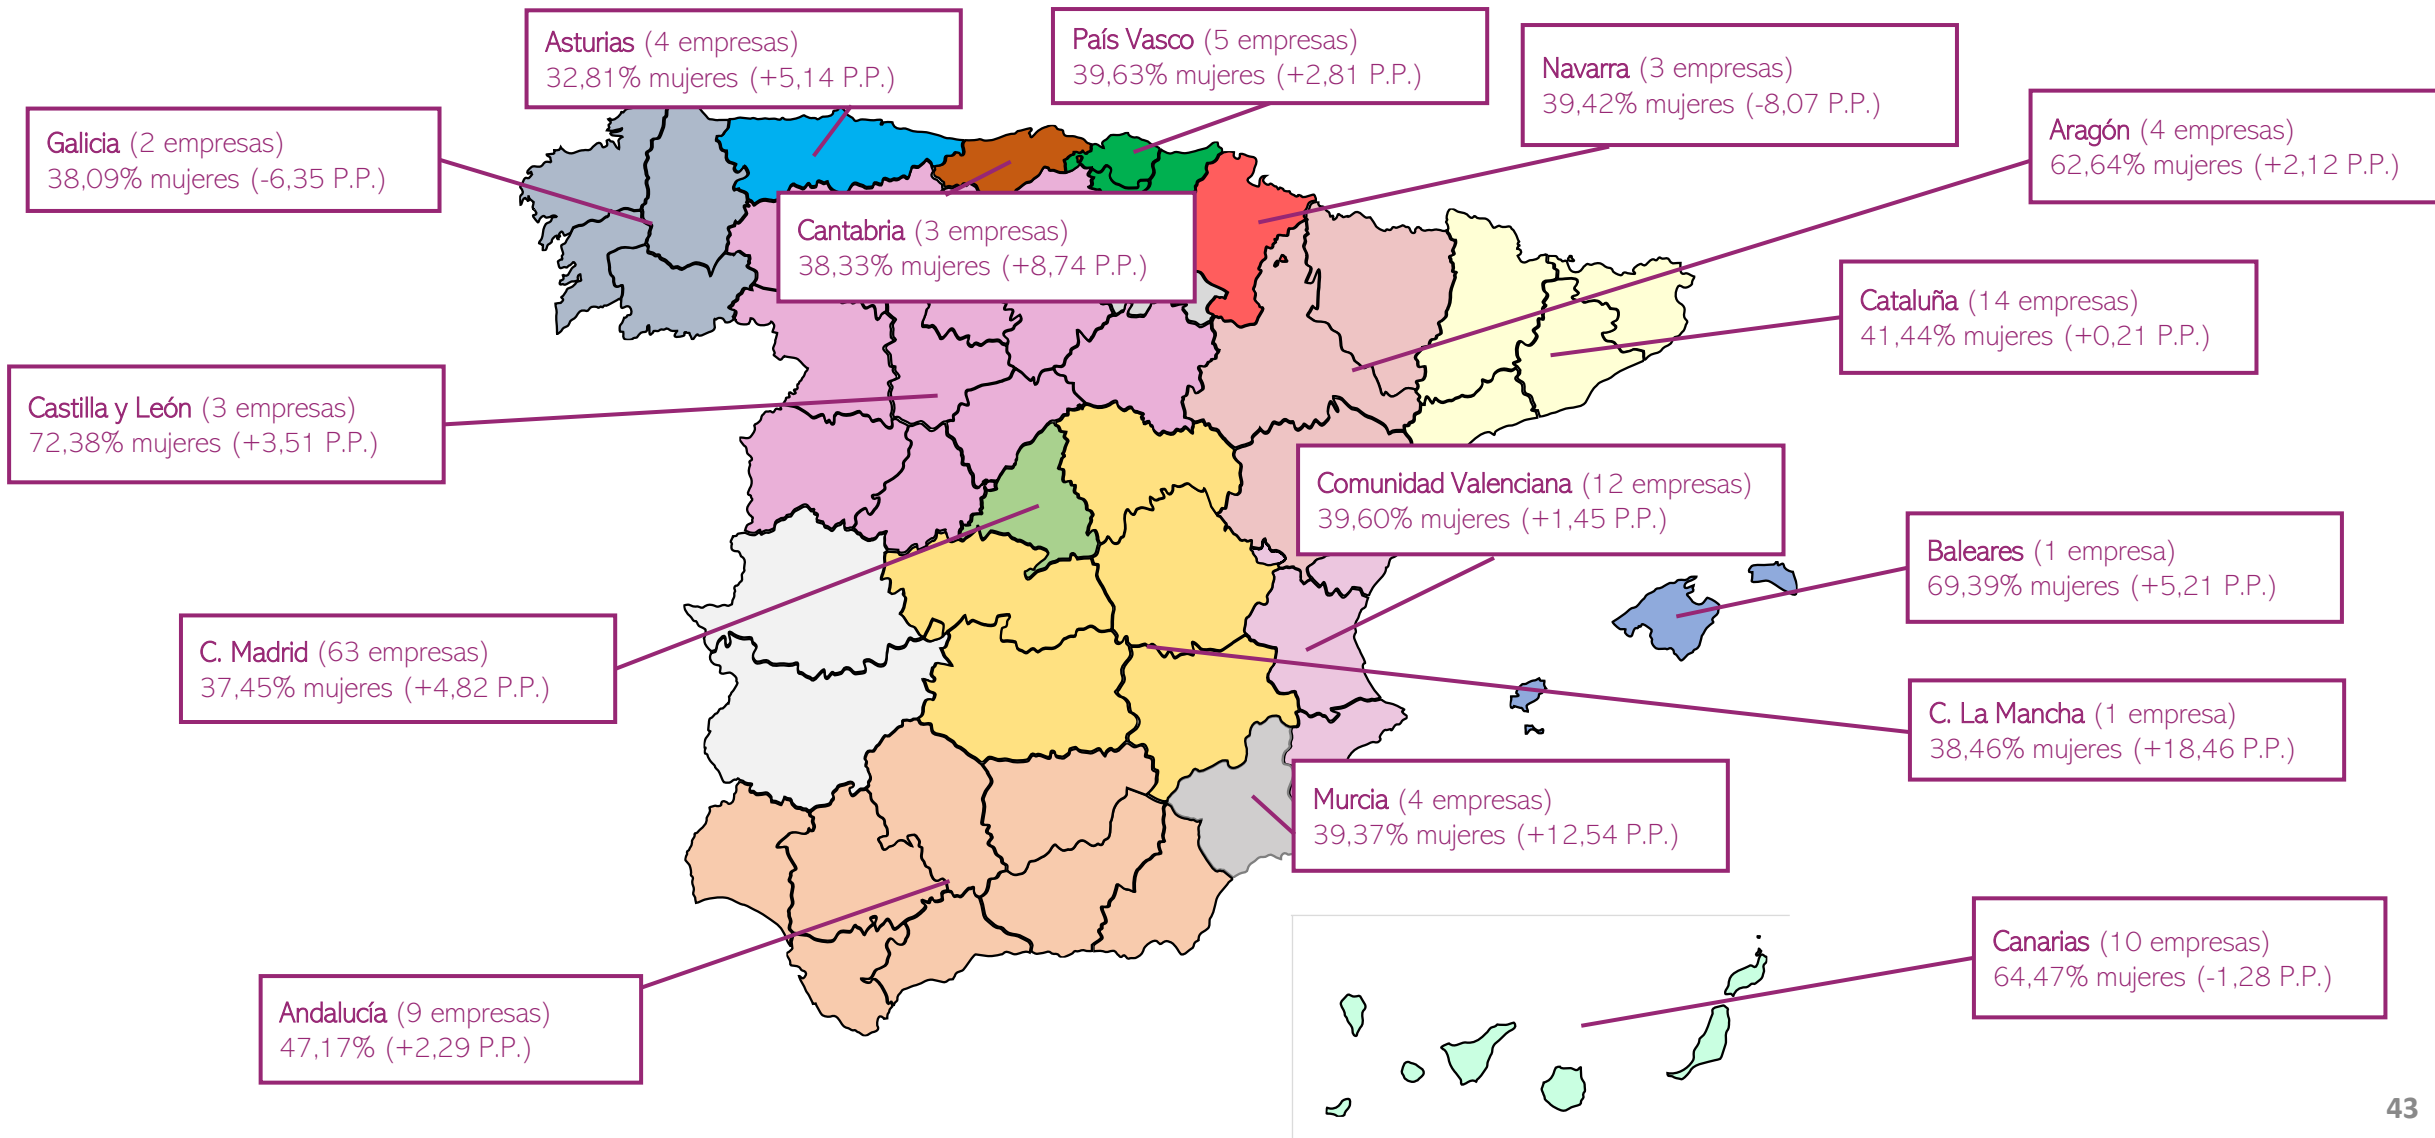 Asturias (4 empresas)
32,81% mujeres (+5,14 P.P.)
País Vasco (5 empresas)
39,63% mujeres (+2,81 P.P.)
Navarra (3 empresas)
39,42% mujeres (-8,07 P.P.)
Galicia (2 empresas)
38,09% mujeres (-6,35 P.P.)
Aragón (4 empresas)
62,64% mujeres (+2,12 P.P.)
Cantabria (3 empresas)
38,33% mujeres (+8,74 P.P.)
Cataluña (14 empresas)
41,44% mujeres (+0,21 P.P.)
Castilla y León (3 empresas)
72,38% mujeres (+3,51 P.P.)
Comunidad Valenciana (12 empresas)
39,60% mujeres (+1,45 P.P.)
Baleares (1 empresa)
69,39% mujeres (+5,21 P.P.)
C. Madrid (63 empresas)
37,45% mujeres (+4,82 P.P.)
C. La Mancha (1 empresa)
38,46% mujeres (+18,46 P.P.)
Murcia (4 empresas)
39,37% mujeres (+12,54 P.P.)
Canarias (10 empresas)
64,47% mujeres (-1,28 P.P.)
Andalucía (9 empresas)
47,17% (+2,29 P.P.)
43